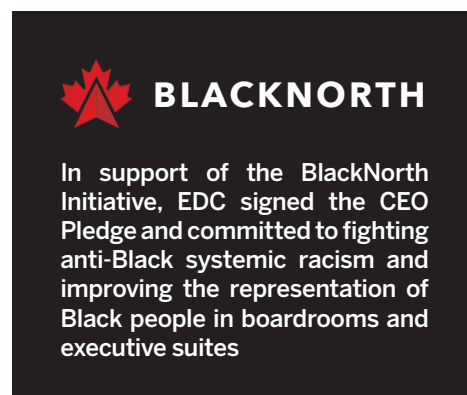 BLACKNORTH
In support of the BlackNorth
Initiative, EDC signed the CEO
Pledge and committed to fighting
anti-Black systemic racism and
improving the representation of
Black people in boardrooms and
executive suites